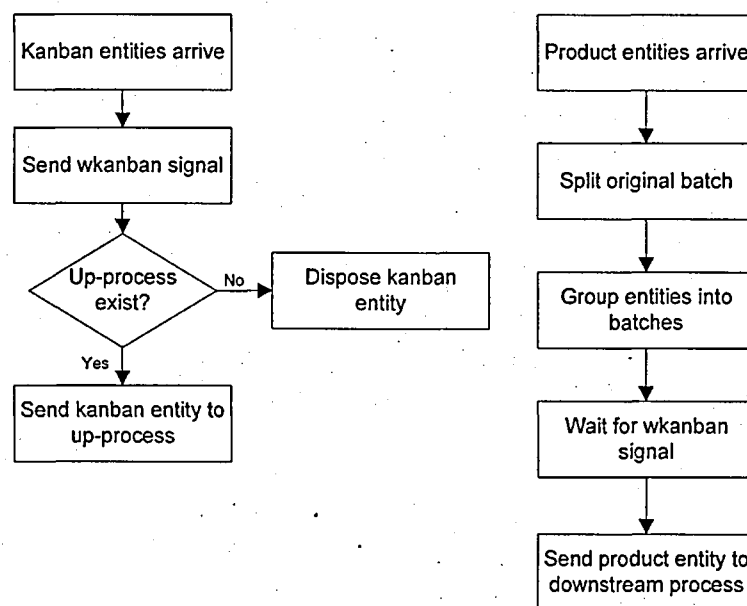 Kanban entities arrive
Send wkanban signal
Up-process
exist?
No
Dispose kanban
entity
Yes
Send kanban entity to
up-process
Product entities arrive
Split original batch
Group entities into
batches
Wait for wkanban
signal
Send product entity to
downstream process